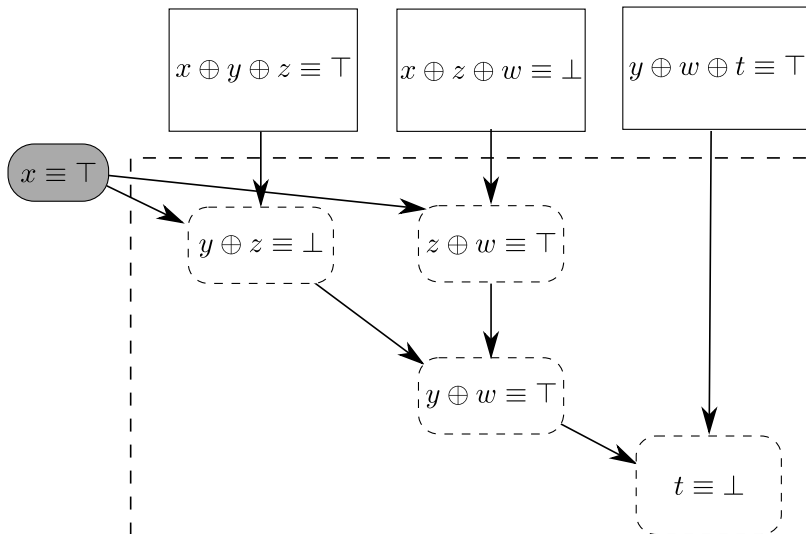 x ⊕ y ⊕ z ≡ ⊤
x ⊕ z ⊕ w ≡ ⊥
y ⊕ w ⊕ t ≡ ⊤
x ≡ ⊤
y ⊕ z ≡ ⊥
z ⊕ w ≡ ⊤
y ⊕ w ≡ ⊤
t ≡ ⊥